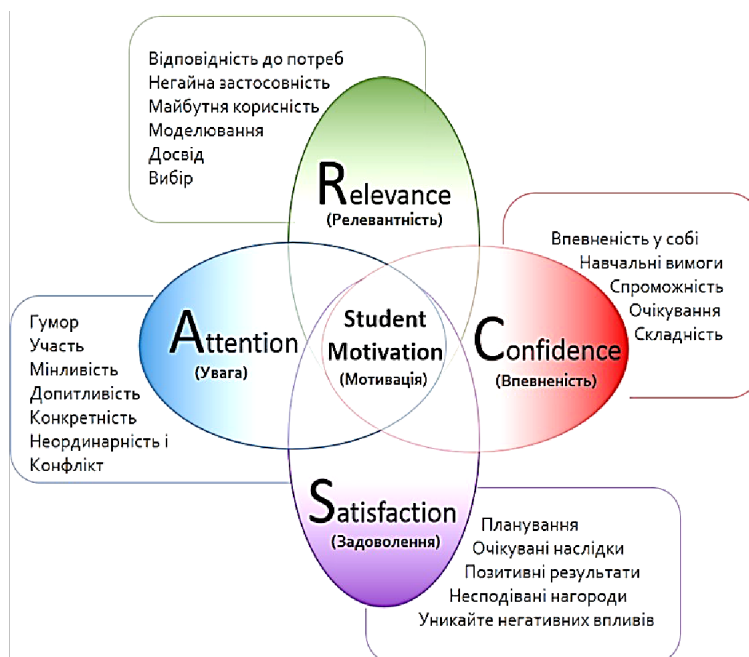 Відповідність до потреб
Негайна застосовність
Майбутня корисність
Моделювання
Досвід
Вибір
Relevance
(Релевантність)
Впевненість у собі
Навчальні вимоги
Спроможність
Очікування
Складність
Гумор
Участь
Мінливість
Допитливість
Конкретність
Неординарність і
Конфлікт
Attention
(Увага)
Student
Motivation
(Мотивація)
Confidence
(Впевненість)
Satisfaction
(Задоволення)
Планування
Очікувані наслідки
Позитивні результати
Несподівані нагороди
Уникайте негативних впливів